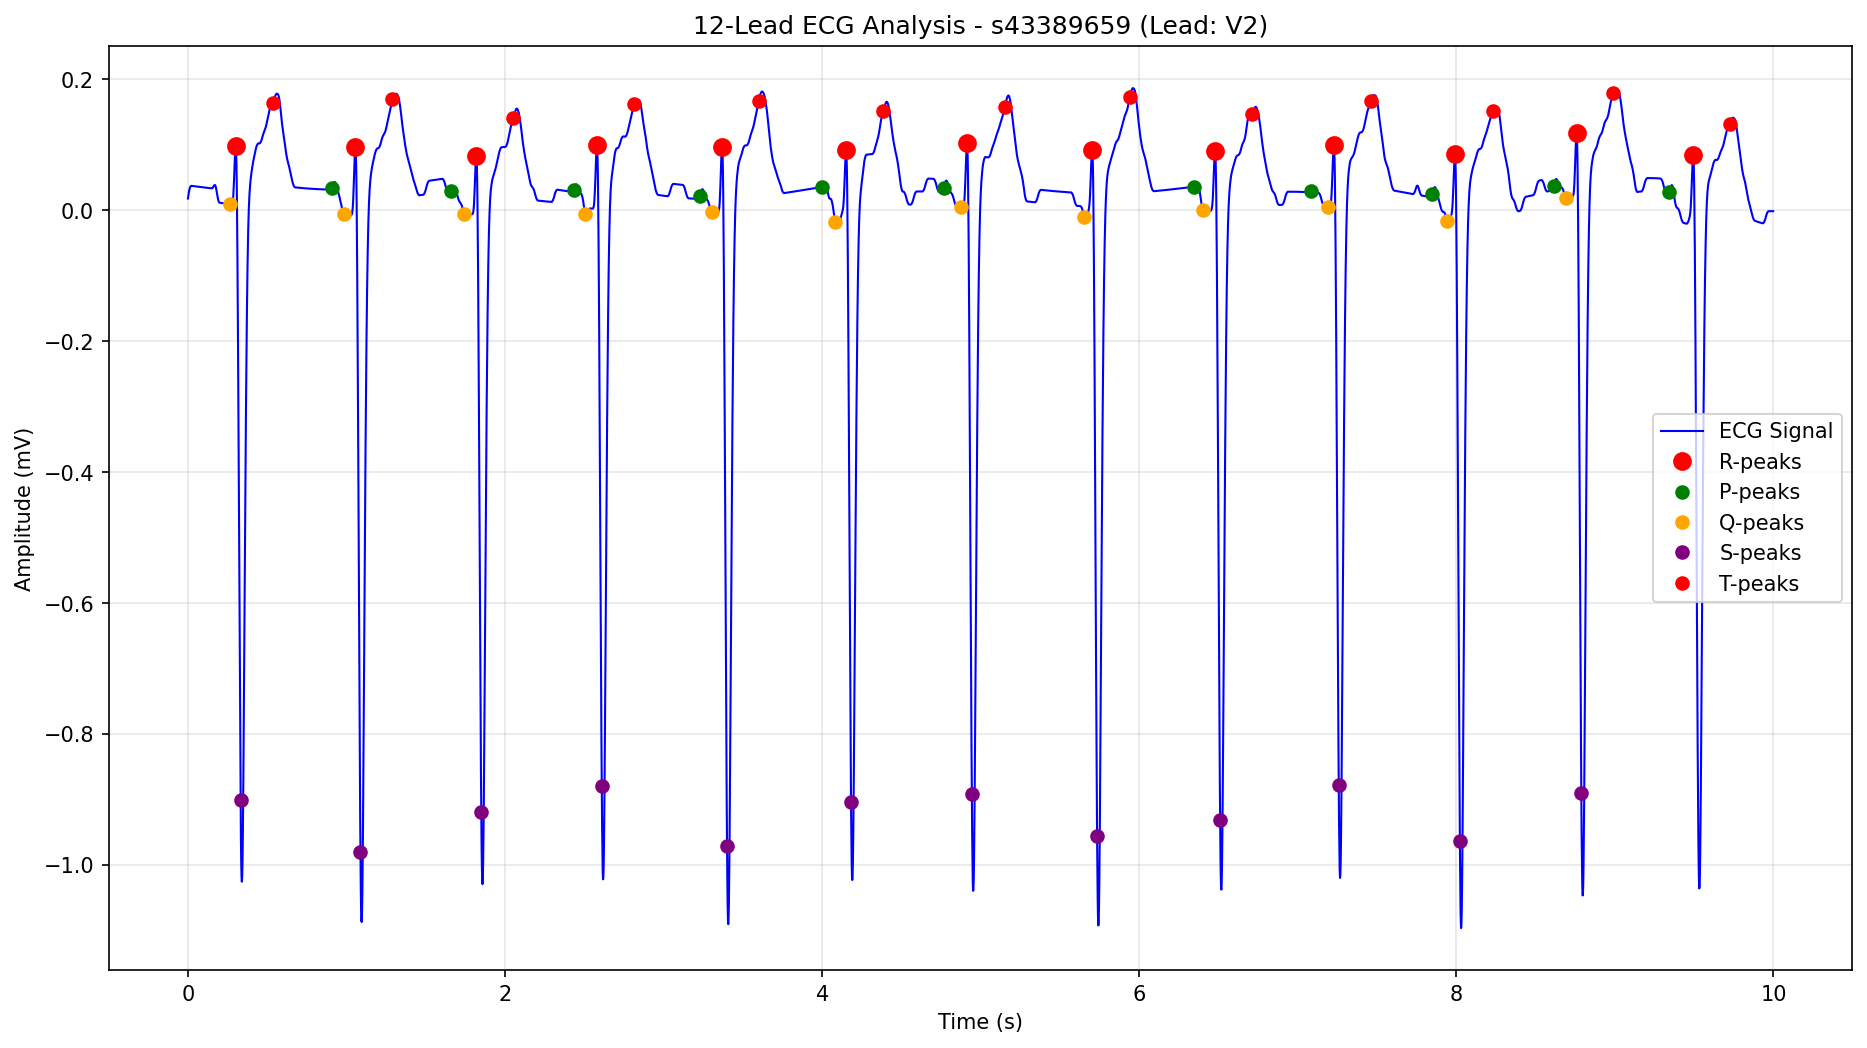 12-Lead ECG Analysis - s43389659 (Lead: V2)
Amplitude (mV)
0.2
0.0
−0.2
−0.4
−0.6
−0.8
−1.0
ECG Signal
R-peaks
P-peaks
Q-peaks
S-peaks
T-peaks
0 2 4 6 8 10
Time (s)